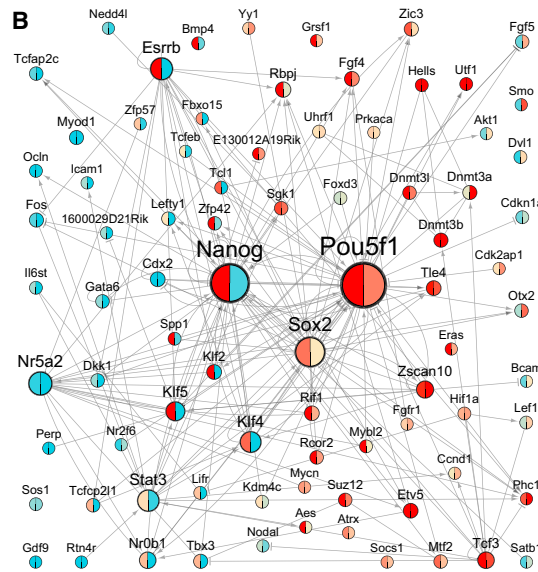 B
Nedd4l
Bmp4
Yy1
Grsf1
Zic3
Fgf5
Esrrb
Tcfap2c
Rbpj
Fgf4
Hells
Utf1
Smo
Myod1
Zfp57
Fbxo15
Uhrf1
Prkaca
Akt1
Tcfeb
E130012A19Rik
Dvl1
Ocln
Icam1
Tcl1
Sgk1
Foxd3
Dnmt3l
Dnmt3a
Fos
1600029D21Rik
Lefty1
Zfp42
Dnmt3b
Cdkn1a
Nanog
Pou5f1
Cdk2ap1
Il6st
Gata6
Cdx2
Tle4
Otx2
Sox2
Spp1
Eras
Nr5a2
Dkk1
Klf2
Zscan10
Bcam
Klf5
Klf4
Rif1
Fgfr1
Hif1a
Lef1
Perp
Nr2f6
Rcor2
Mybl2
Ccnd1
Stat3
Lifr
Mycn
Sos1
Tcfcp2l1
Kdm4c
Suz12
Etv5
Phc1
Aes
Atrx
Gdf9
Rtn4r
Nr0b1
Tbx3
Nodal
Socs1
Mtf2
Tcf3
Satb1